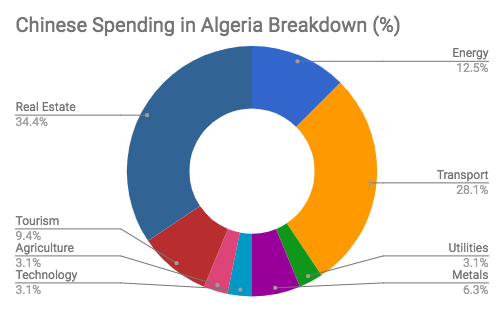 Chinese Spending in Algeria Breakdown (%)
Energy
12.5%
Real Estate
34.4%
Transport
28.1%
Tourism
9.4%
Agriculture
3.1%
Technology
3.1%
Utilities
3.1%
Metals
6.3%